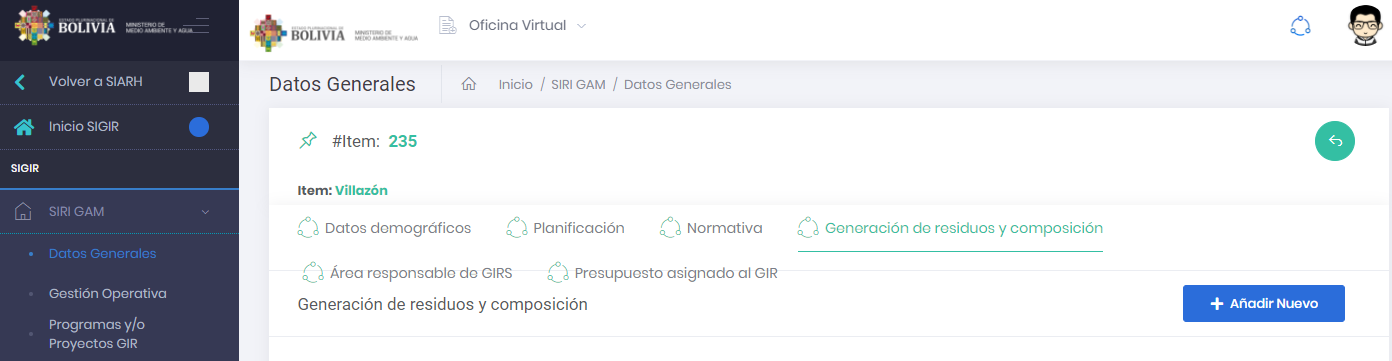 ESTADO PLURINACIONAL DE
BOLIVIA
MINISTERIO DE
MEDIO AMBIENTE Y AGUA
Volver a SIARH
Inicio SIGIR
SIGIR
SIRI GAM
Datos Generales
Gestión Operativa
Programas y/o
Proyectos GIR
ESTADO PLURINACIONAL DE
BOLIVIA
MINISTERIO DE
MEDIO AMBIENTE Y AGUA
Oficina Virtual
Datos Generales
Inicio / SIRI GAM / Datos Generales
#Item: 235
Item: Villazón
Datos demográficos Planificación Normativa Generación de residuos y composición
Área responsable de GIRS Presupuesto asignado al GIR
Generación de residuos y composición
+ Añadir Nuevo